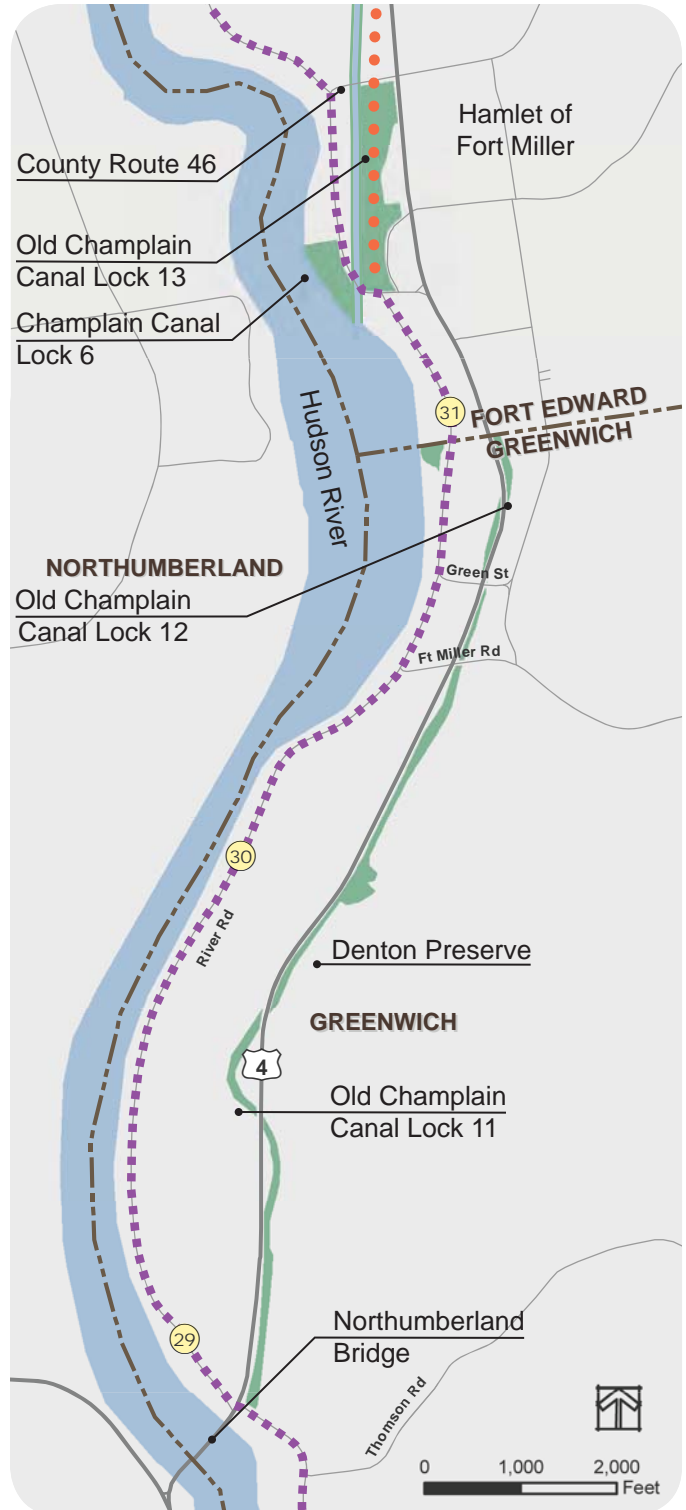 Hamlet of
Fort Miller
County Route 46
Old Champlain
Canal Lock 13
Champlain Canal
Lock 6
31
FORT EDWARD
GREENWICH
Hudson River
NORTHUMBERLAND
Old Champlain
Canal Lock 12
Green St
Ft Miller Rd
30
River Rd
Denton Preserve
GREENWICH
4
Old Champlain
Canal Lock 11
29
Northumberland
Bridge
Thomson Rd
0 1,000 2,000
Feet